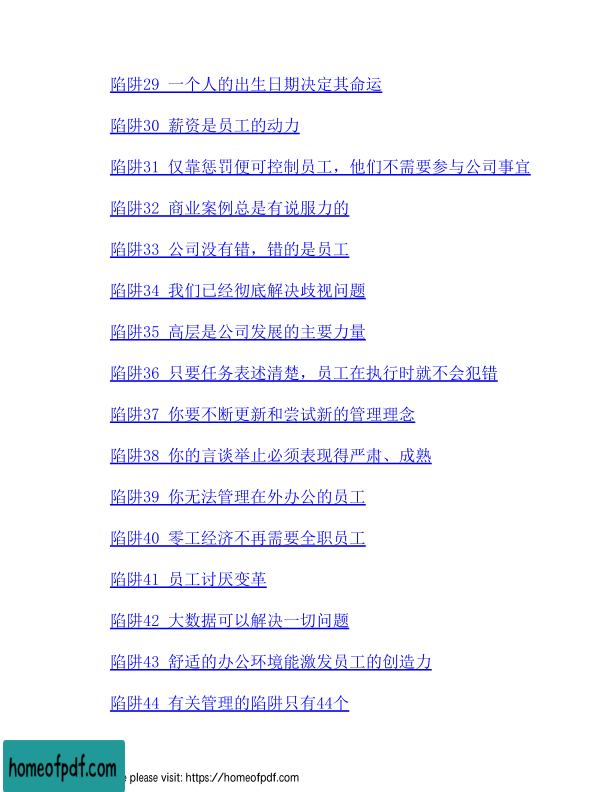 陷阱29 一个人的出生日期决定其命运
陷阱30 薪资是员工的动力
陷阱31 仅靠惩罚便可控制员工，他们不需要参与公司事宜
陷阱32 商业案例总是有说服力的
陷阱33 公司没有错，错的是员工
陷阱34 我们已经彻底解决歧视问题
陷阱35 高层是公司发展的主要力量
陷阱36 只要任务表述清楚，员工在执行时就不会犯错
陷阱37 你要不断更新和尝试新的管理理念
陷阱38 你的言谈举止必须表现得严肃、成熟
陷阱39 你无法管理在外办公的员工
陷阱40 零工经济不再需要全职员工
陷阱41 员工讨厌变革
陷阱42 大数据可以解决一切问题
陷阱43 舒适的办公环境能激发员工的创造力
陷阱44 有关管理的陷阱只有44个
homeofpdf.com
please visit: https://homeofpdf.com